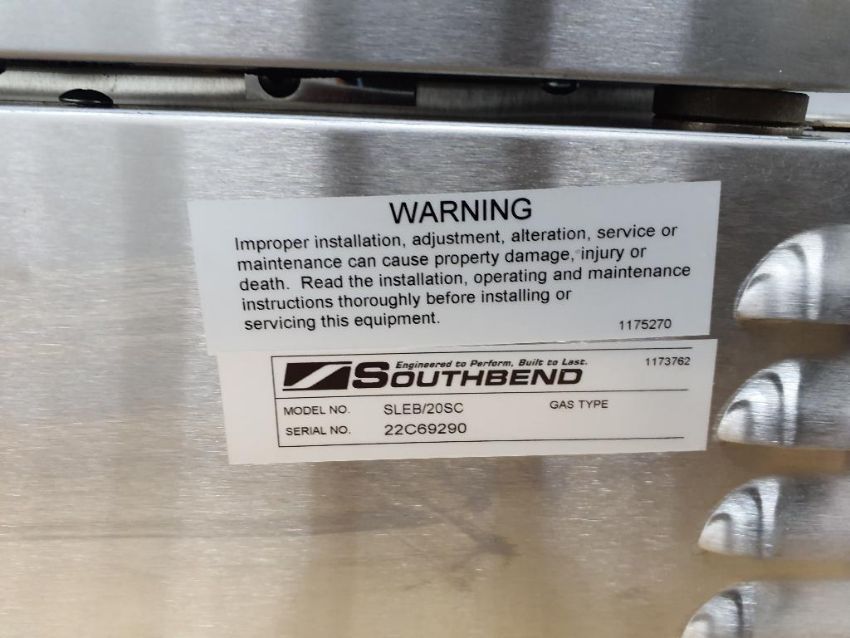 WARNING
Improper installation, adjustment, alteration, service or
maintenance can cause property damage, injury or
death. Read the installation, operating and maintenance
instructions thoroughly before installing or
servicing this equipment.
1175270
Engineered to Perform, Built to Last.
1173762
SOUTHBEND
MODEL NO. SLEB/20SC GAS TYPE
SERIAL NO. 22C69290